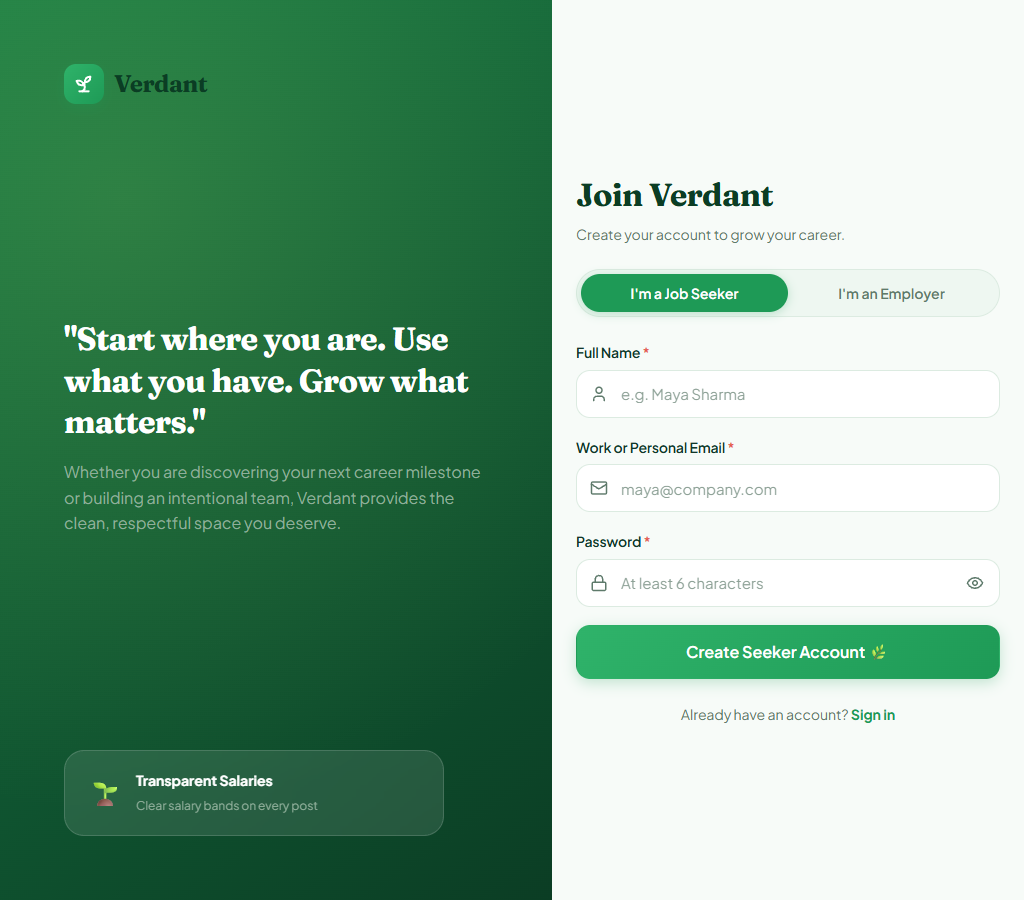 Verdant
"Start where you are. Use
what you have. Grow what
matters."
Whether you are discovering your next career milestone
or building an intentional team, Verdant provides the
clean, respectful space you deserve.
Transparent Salaries
Clear salary bands on every post
Join Verdant
Create your account to grow your career.
I'm a Job Seeker
I'm an Employer
Full Name *
e.g. Maya Sharma
Work or Personal Email *
maya@company.com
Password *
At least 6 characters
Create Seeker Account 🌿
Already have an account? Sign in